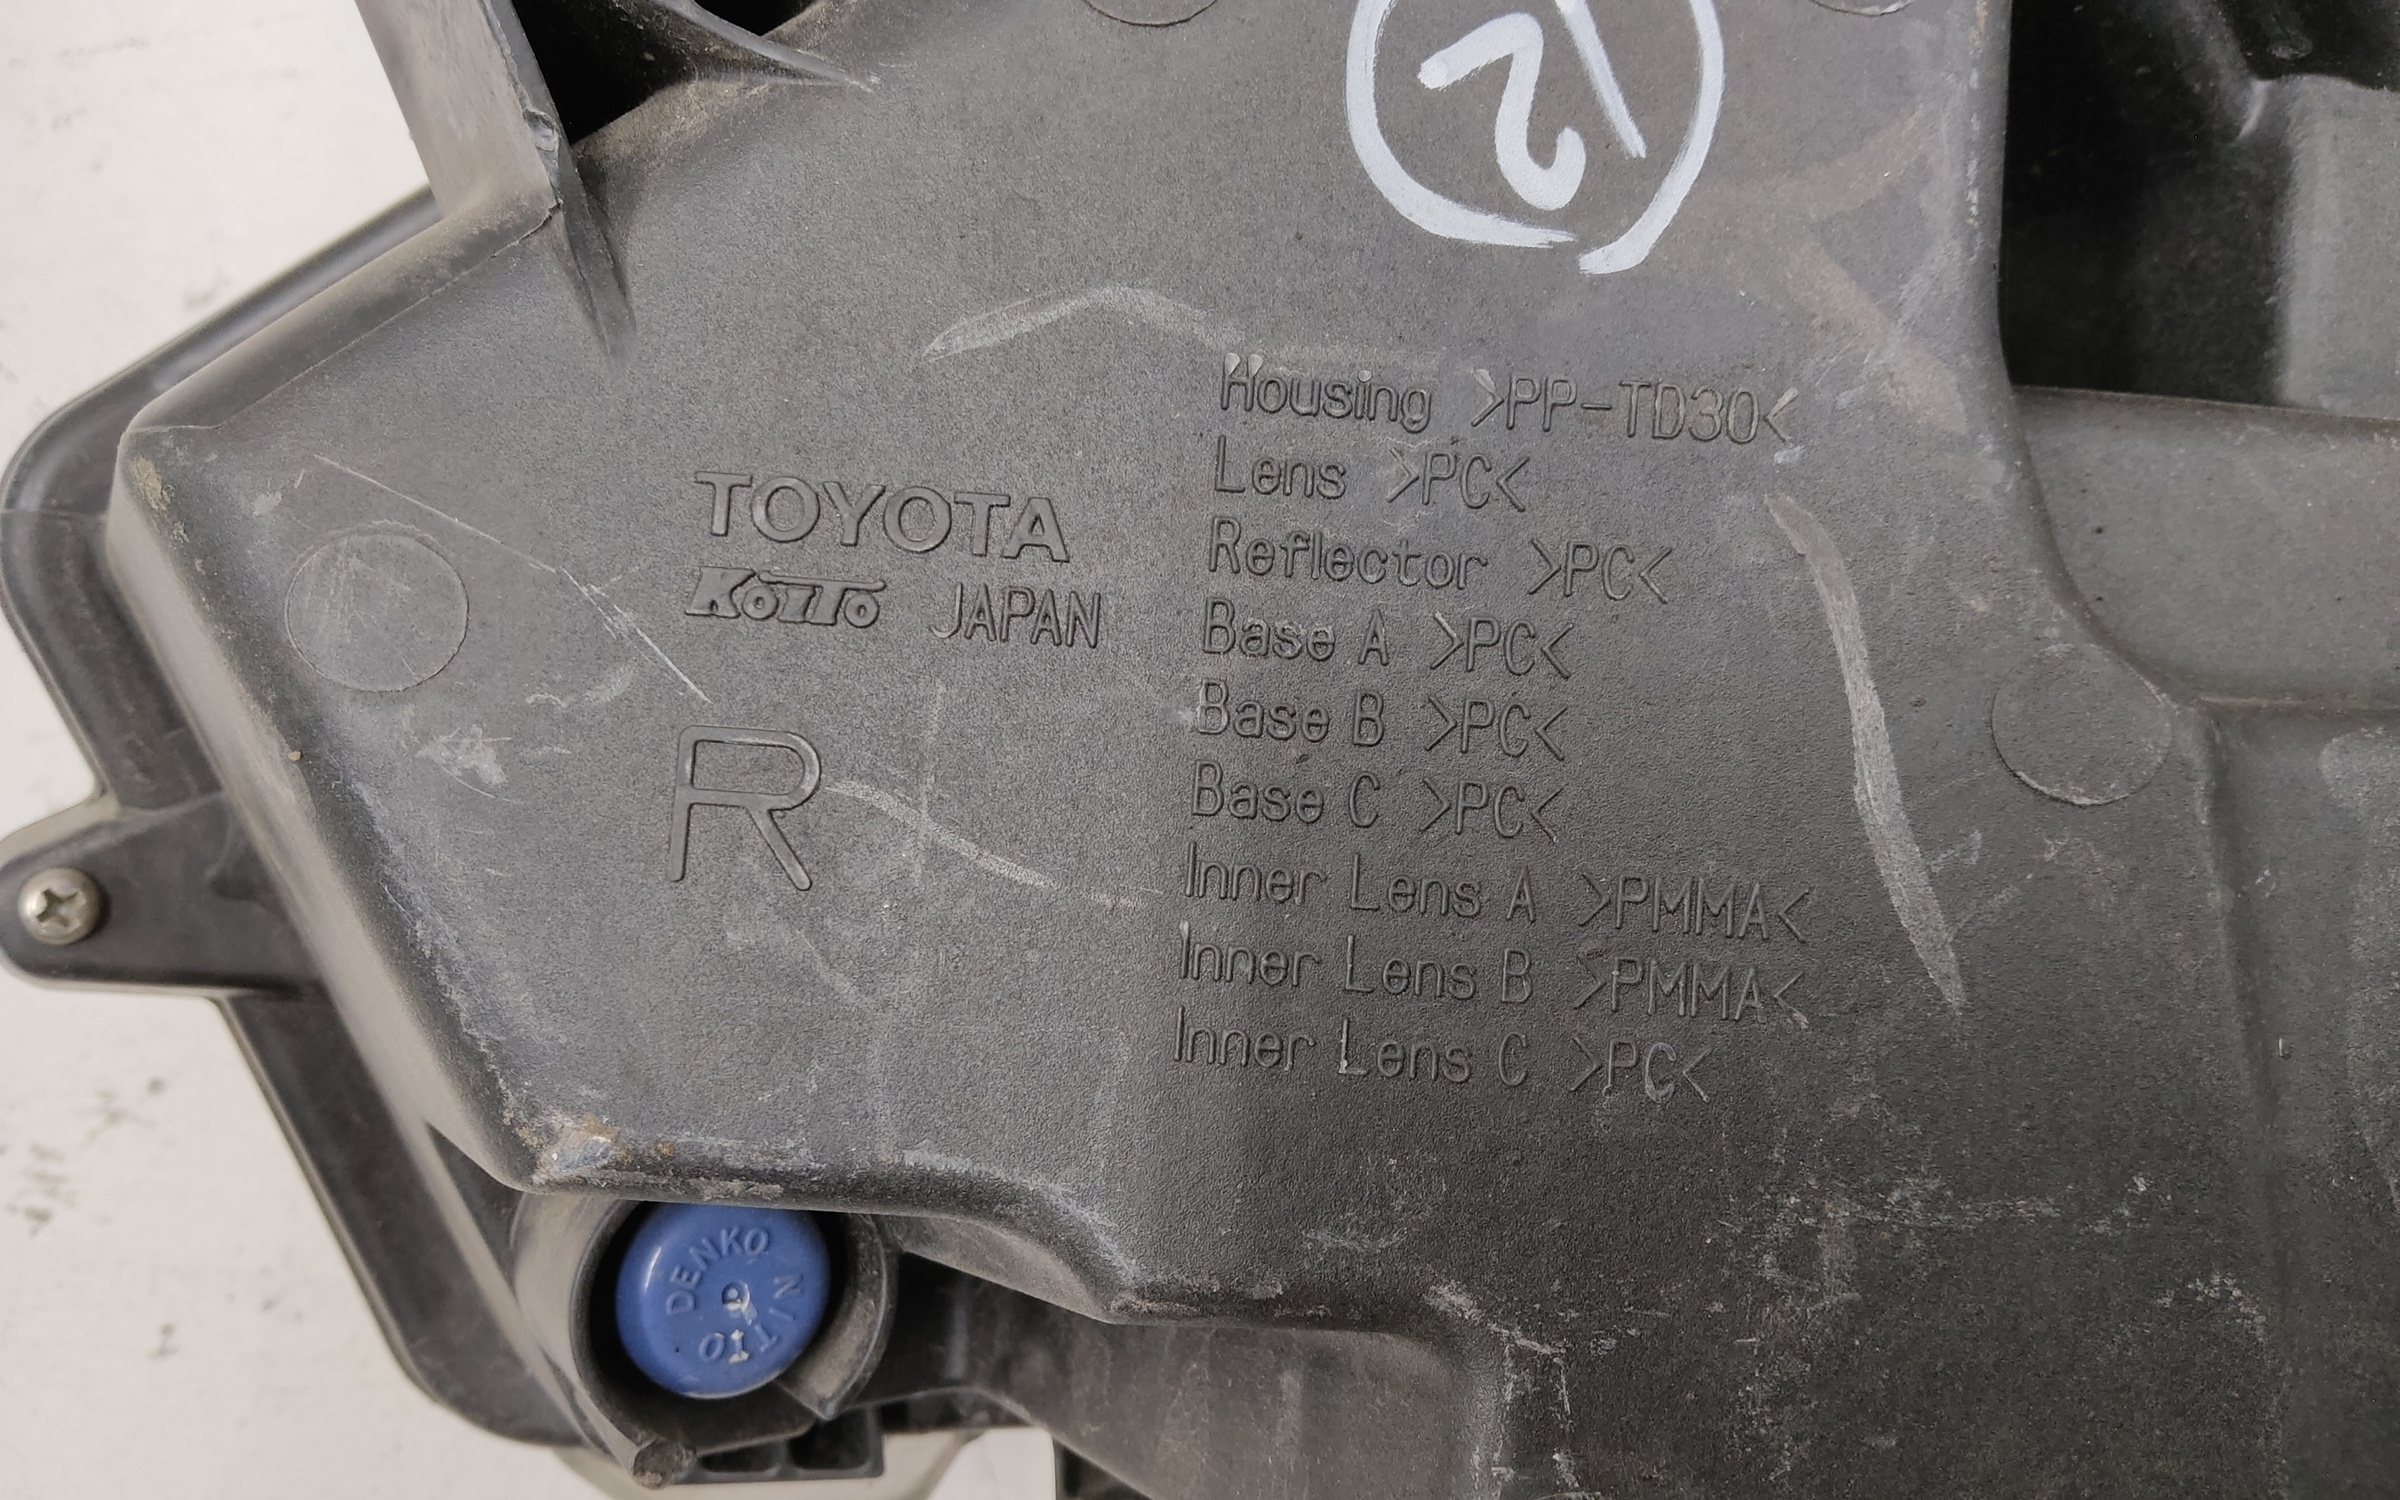 12
TOYOTA
KOITO JAPAN
R
Housing >PP-TD30<
Lens >PC<
Reflector >PC<
Base A >PC<
Base B >PC<
Base C >PC<
Inner Lens A >PMMA<
Inner Lens B >PMMA<
Inner Lens C >PC<
DENKO NITTO